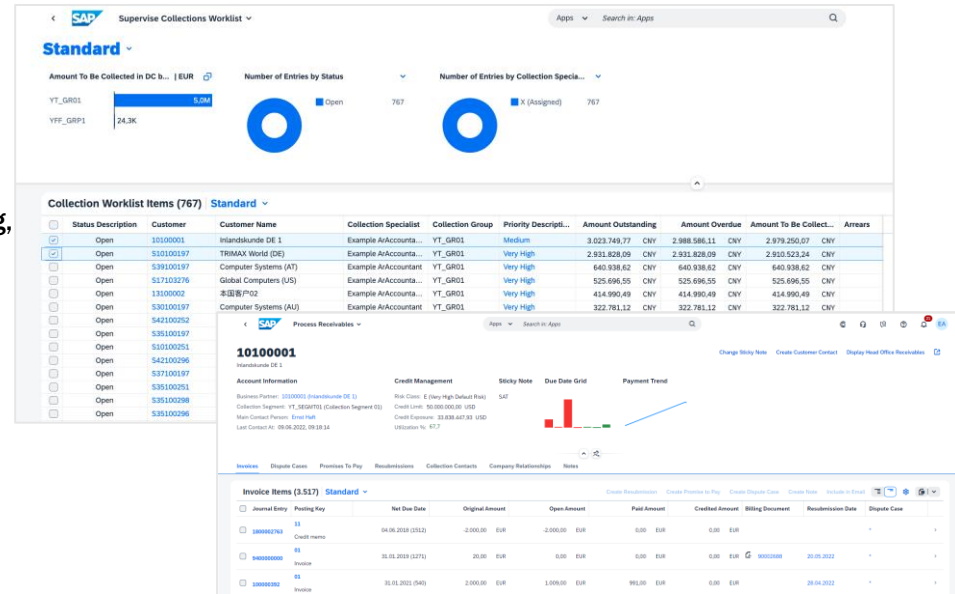 SAP Supervise Collections Worklist
Apps Search in: Apps
Standard
Amount To Be Collected in DC b... | EUR
YT_GR01 5,0M
YFF_GRP1 24,3K
Number of Entries by Status
Open 767
Number of Entries by Collection Specia...
X (Assigned) 767
g,
Collection Worklist Items (767) Standard
Status Description Customer Customer Name Collection Specialist Collection Group Priority Descripti... Amount Outstanding Amount Overdue Amount To Be Collect... Arrears
Open 10100001 Inlandskunde DE 1 Example ArAccounta... YT_GR01 Medium 3.023.749,77 CNY 2.988.586,11 CNY 2.979.250,07 CNY
Open S10100197 TRIMAX World (DE) Example ArAccounta... YT_GR01 Very High 2.931.828,09 CNY 2.931.828,09 CNY 2.910.523,24 CNY
Open S39100197 Computer Systems (AT) Example ArAccountant YT_GR01 Very High 640.938,62 CNY 640.938,62 CNY 640.938,62 CNY
Open S17103276 Global Computers (US) Example ArAccounta... YT_GR01 Very High 525.696,55 CNY 525.696,55 CNY 525.696,55 CNY
Open 13100002 本国客户02 Example ArAccounta... YT_GR01 Very High 414.990,49 CNY 414.990,49 CNY 414.990,49 CNY
Open S30100197 Computer Systems (AU) Example ArAccountant YT_GR01 Very High 322.781,12 CNY 322.781,12 CNY 322.781,12 CNY
Open S42100252
Open S35100197
Open S10100251
Open S42100296
Open S37100197
Open S35100251
Open S35100298
Open S35100296
SAP Process Receivables
Apps Search in: Apps
EA
10100001
Inlandskunde DE 1
Change Sticky Note Create Customer Contact Display Head Office Receivables
Account Information
Business Partner: 10100001 (Inlandskunde DE 1)
Collection Segment: YT_SEGMT01 (Collection Segment 01)
Main Contact Person: Ernst Haft
Last Contact At: 09.06.2022, 09:18:14
Credit Management
Risk Class: E (Very High Default Risk)
Credit Limit: 50.000.000,00 USD
Credit Exposure: 33.838.447,93 USD
Utilization %: 67,7
Sticky Note
SAT
Due Date Grid
Payment Trend
Invoices Dispute Cases Promises To Pay Resubmissions Collection Contacts Company Relationships Notes
Invoice Items (3.517) Standard
Create Resubmission Create Promise to Pay Create Dispute Case Create Note Include in Email
Journal Entry Posting Key Net Due Date Original Amount Open Amount Paid Amount Credited Amount Billing Document Resubmission Date Dispute Case
1800002763 11 Credit memo 04.06.2018 (1512) -2.000,00 EUR -2.000,00 EUR 0,00 EUR 0,00 EUR
9400000000 01 Invoice 31.01.2019 (1271) 20,00 EUR 0,00 EUR 0,00 EUR 0,00 EUR 90002088 20.05.2022
100000392 01 Invoice 31.01.2021 (540) 2.000,00 EUR 1.009,00 EUR 991,00 EUR 0,00 EUR 28.04.2022